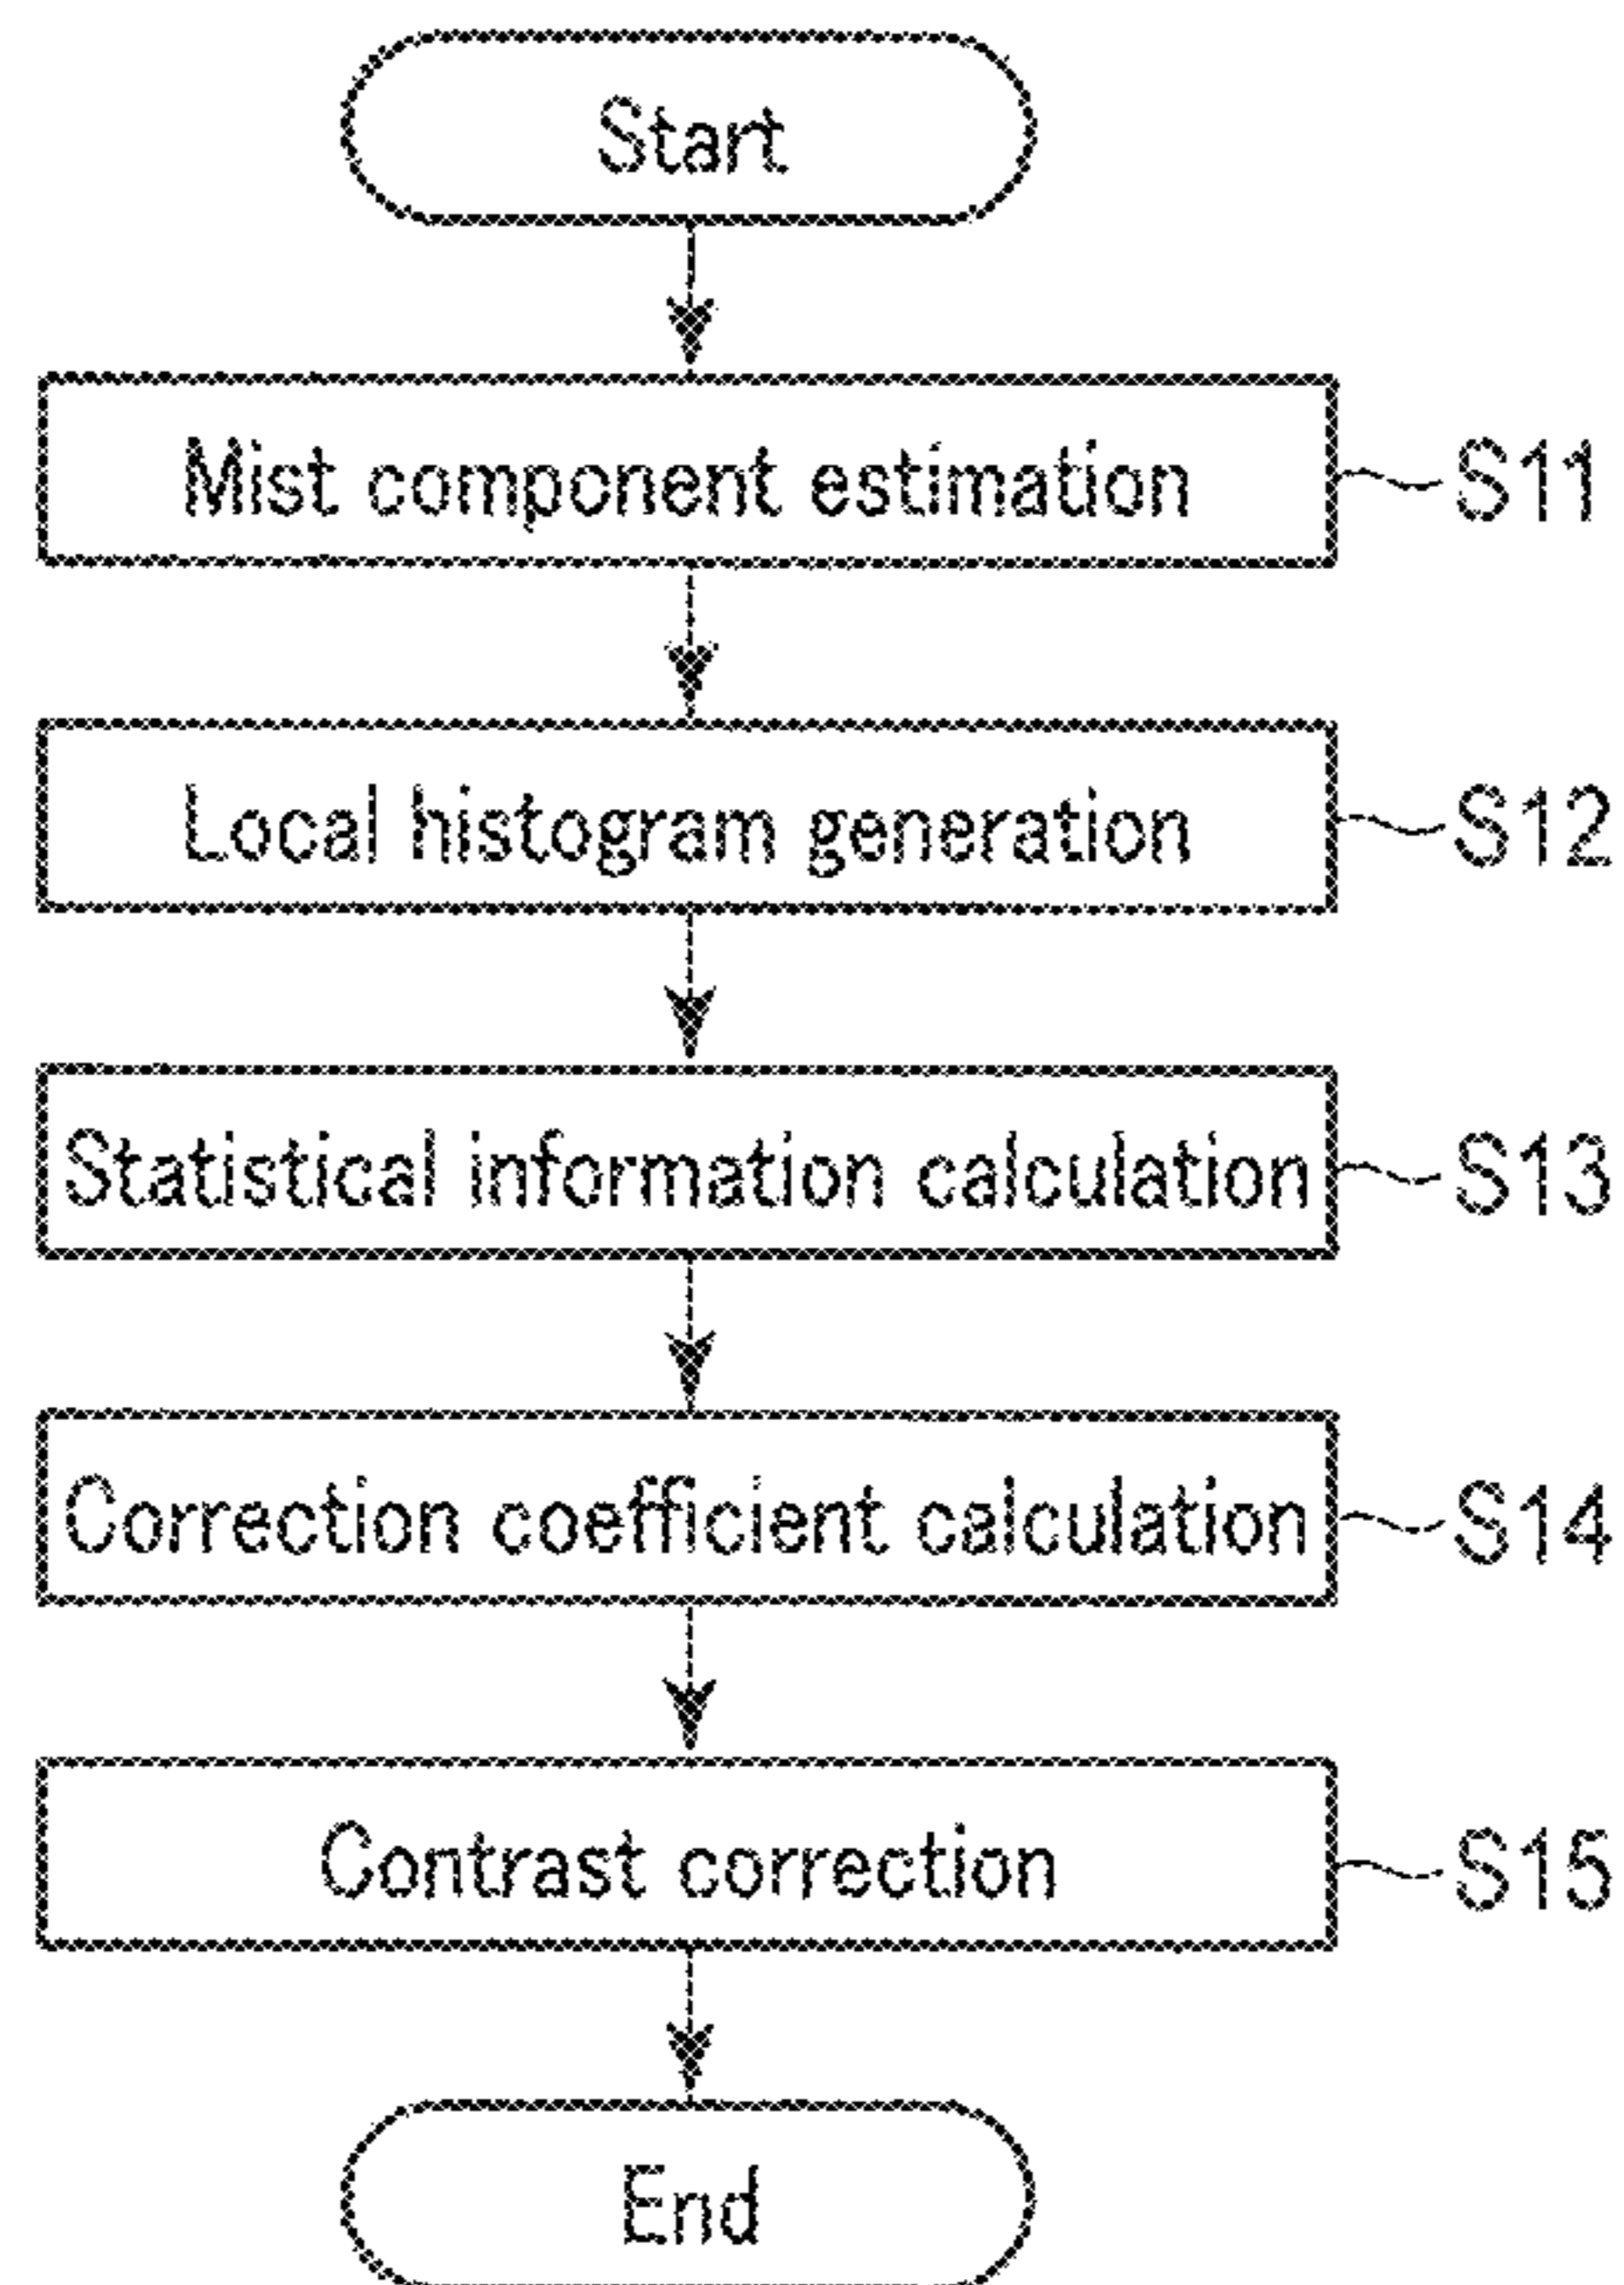 Start
Mist component estimation S11
Local histogram generation S12
Statistical information calculation S13
Correction coefficient calculation S14
Contrast correction S15
End